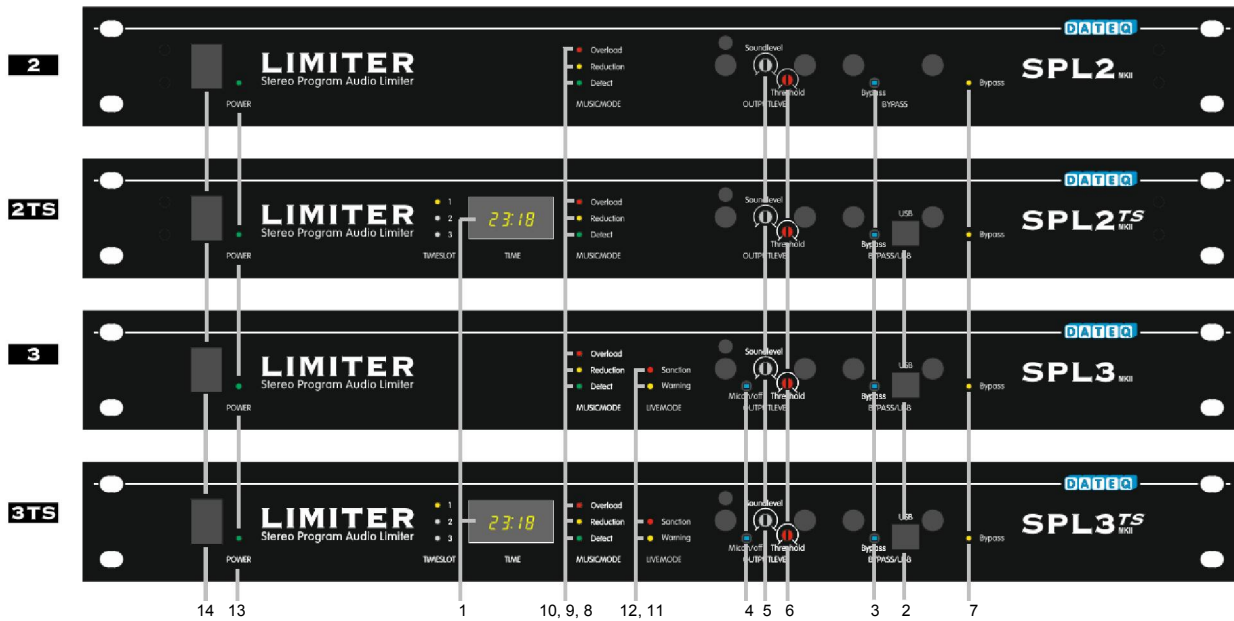 DATEQ
2
LIMITER
Stereo Program Audio Limiter
POWER
Overload
Reduction
Detect
MUSICMODE
Soundlevel
Threshold
OUTPUTLEVEL
Bypass
BYPASS
Bypass
SPL2 MKII
DATEQ
2TS
LIMITER
Stereo Program Audio Limiter
POWER
1
2
3
TIMESLOT
23:18
TIME
Overload
Reduction
Detect
MUSICMODE
Soundlevel
Threshold
OUTPUTLEVEL
Bypass
USB
BYPASS/USB
Bypass
SPL2TS MKII
DATEQ
3
LIMITER
Stereo Program Audio Limiter
POWER
Overload
Reduction
Detect
MUSICMODE
Sanction
Warning
LIVEMODE
Soundlevel
Mic on/off
Threshold
OUTPUTLEVEL
Bypass
USB
BYPASS/USB
Bypass
SPL3 MKII
DATEQ
3TS
LIMITER
Stereo Program Audio Limiter
POWER
1
2
3
TIMESLOT
23:18
TIME
Overload
Reduction
Detect
MUSICMODE
Sanction
Warning
LIVEMODE
Soundlevel
Mic on/off
Threshold
OUTPUTLEVEL
Bypass
USB
BYPASS/USB
Bypass
SPL3TS MKII
14 13 1 10, 9, 8 12, 11 4 5 6 3 2 7